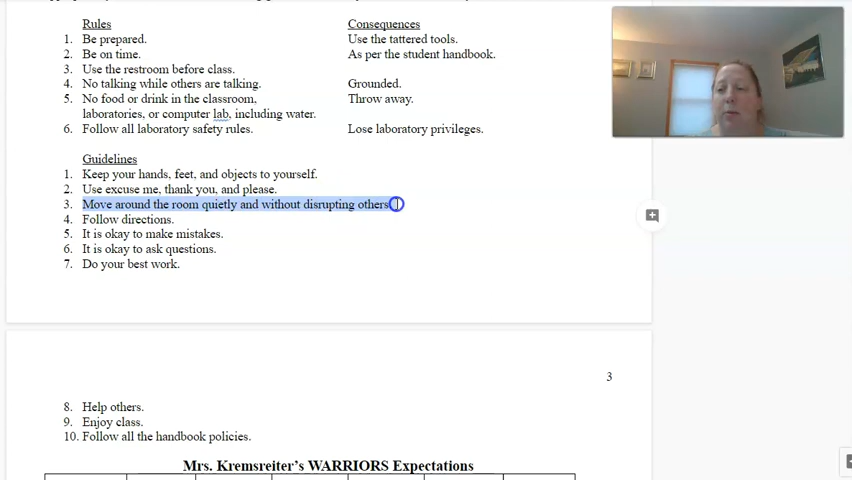 Rules Consequences
1. Be prepared. Use the tattered tools.
2. Be on time. As per the student handbook.
3. Use the restroom before class.
4. No talking while others are talking. Grounded.
5. No food or drink in the classroom, Throw away.
laboratories, or computer lab, including water.
6. Follow all laboratory safety rules. Lose laboratory privileges.
Guidelines
1. Keep your hands, feet, and objects to yourself.
2. Use excuse me, thank you, and please.
3. Move around the room quietly and without disrupting others.
4. Follow directions.
5. It is okay to make mistakes.
6. It is okay to ask questions.
7. Do your best work.
3
8. Help others.
9. Enjoy class.
10. Follow all the handbook policies.
Mrs. Kremsreiter's WARRIORS Expectations